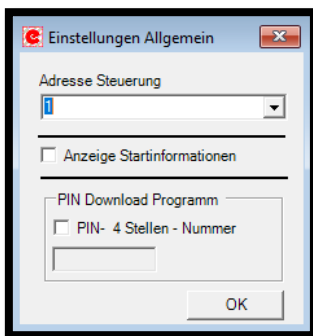 Einstellungen Allgemein
Adresse Steuerung
1
Anzeige Startinformationen
PIN Download Programm
PIN- 4 Stellen - Nummer
OK